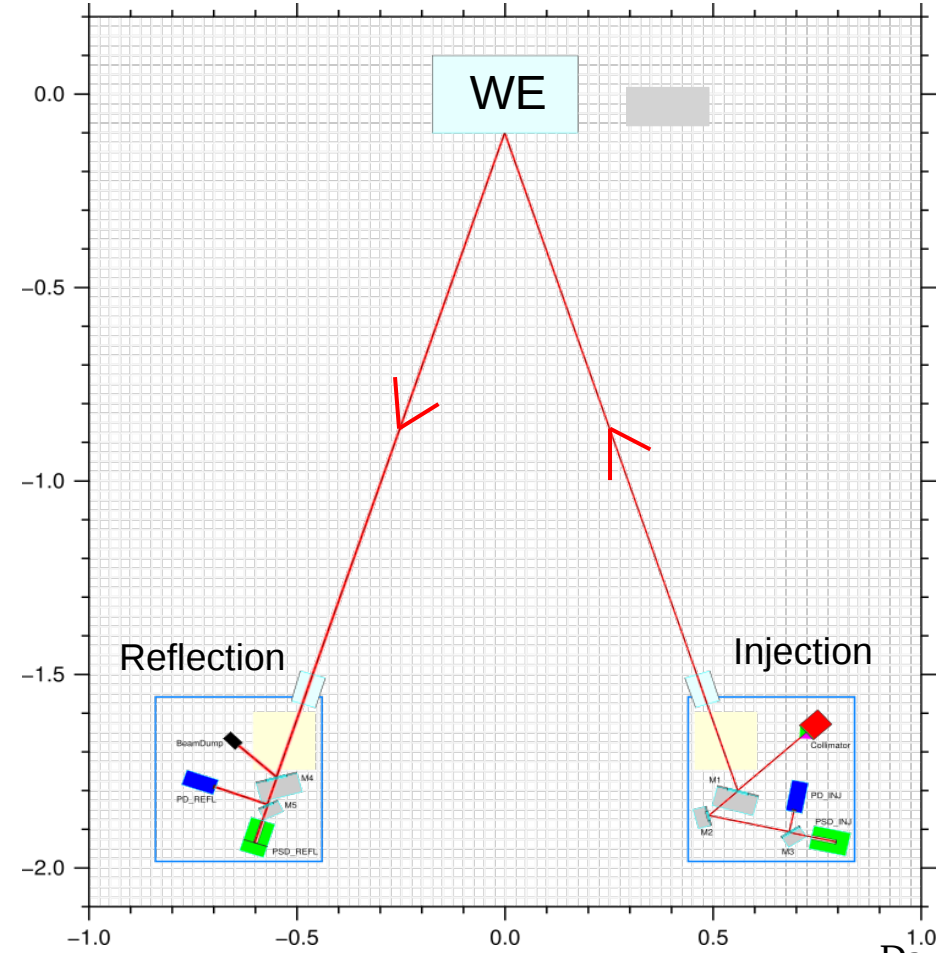 WE
0.0
−0.5
−1.0
−1.5
−2.0
Reflection
Injection
BeamDump
M4
PD_REFL
M5
PSD_REFL
Collimator
M1
PD_INJ
PSD_INJ
M2
M3
−1.0
−0.5
0.0
0.5
1.0